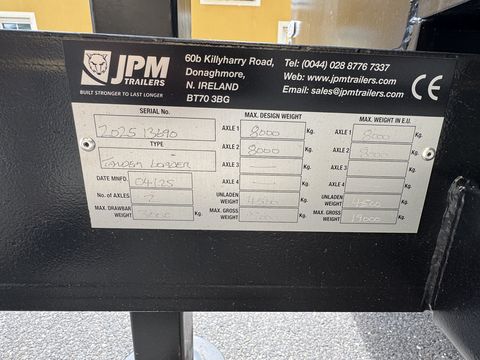 JPM
TRAILERS
BUILT STRONGER TO LAST LONGER
60b Killyharry Road,
Donaghmore,
N. IRELAND
BT70 3BG
Tel: (0044) 028 8776 7337
Web: www.jpmtrailers.com
Email: sales@jpmtrailers.com
CE
SERIAL No.
2025 13690
TYPE
TANDEM LOADER
DATE MNFD. 04/25
No. of AXLES 2
MAX. DRAWBAR WEIGHT 3000 Kg.
MAX. DESIGN WEIGHT
AXLE 1 8000 Kg.
AXLE 2 8000 Kg.
AXLE 3 Kg.
AXLE 4 Kg.
UNLADEN WEIGHT 4500 Kg.
MAX. GROSS WEIGHT Kg.
MAX. WEIGHT IN E.U.
AXLE 1 8000 Kg.
AXLE 2 8000 Kg.
AXLE 3 Kg.
AXLE 4 Kg.
UNLADEN WEIGHT 4500 Kg.
MAX. GROSS WEIGHT 19000 Kg.